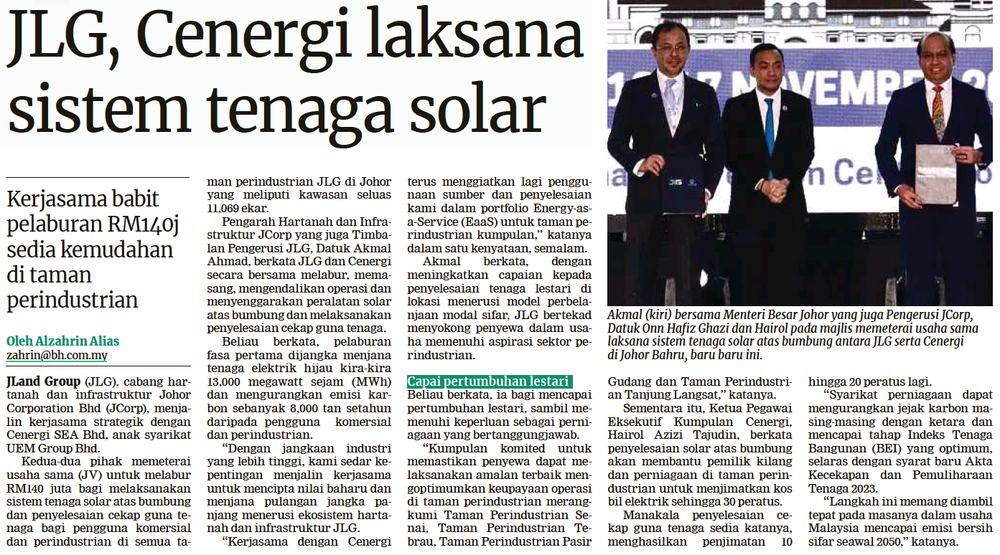 JLG, Cenergi laksana
sistem tenaga solar
Kerjasama babit
pelaburan RM140j
sedia kemudahan
di taman
perindustrian
Oleh Alzahrin Alias
zahrin@bh.com.my
JLand Group (JLG), cabang har-
tanah dan infrastruktur Johor
Corporation Bhd (JCorp), menja-
lin kerjasama strategik dengan
Cenergi SEA Bhd, anak syarikat
UEM Group Bhd.
Kedua-dua pihak memeterai
usaha sama (JV) untuk melabur
RM140 juta bagi melaksanakan
sistem tenaga solar atas bumbung
dan penyelesaian cekap guna te-
naga bagi pengguna komersial
dan perindustrian di semua ta-
man perindustrian JLG di Johor
yang meliputi kawasan seluas
11,069 ekar.
Pengarah Hartanah dan Infra-
struktur JCorp yang juga Timba-
lan Pengerusi JLG, Datuk Akmal
Ahmad, berkata JLG dan Cenergi
secara bersama melabur, mema-
sang, mengendalikan operasi dan
menyenggarakan peralatan solar
atas bumbung dan melaksanakan
penyelesaian cekap guna tenaga.
Beliau berkata, pelaburan
fasa pertama dijangka menjana
tenaga elektrik hijau kira-kira
13,000 megawatt sejam (MWh)
dan mengurangkan emisi kar-
bon sebanyak 8,000 tan setahun
daripada pengguna komersial
dan perindustrian.
“Dengan jangkaan industri
yang lebih tinggi, kami sedar ke-
pentingan menjalin kerjasama
untuk mencipta nilai baharu dan
menjana pulangan jangka pa-
njang menerusi ekosistem harta-
nah dan infrastruktur JLG.
“Kerjasama dengan Cenergi
terus menggiatkan lagi penggu-
naan sumber dan penyelesaian
kami dalam portfolio Energy-as-
a-Service (EaaS) untuk taman pe-
rindustrian kumpulan,” katanya
dalam satu kenyataan, semalam.
Akmal berkata, dengan
meningkatkan capaian kepada
penyelesaian tenaga lestari di
lokasi menerusi model perbela-
njaan modal sifar, JLG bertekad
menyokong penyewa dalam usa-
ha memenuhi aspirasi sektor pe-
rindustrian.
Capai pertumbuhan lestari
Beliau berkata, ia bagi mencapai
pertumbuhan lestari, sambil me-
menuhi keperluan sebagai perni-
agaan yang bertanggungjawab.
“Kumpulan komited untuk
memastikan penyewa dapat me-
laksanakan amalan terbaik men-
goptimumkan keupayaan operasi
di taman perindustrian merang-
kumi Taman Perindustrian Se-
nai, Taman Perindustrian Te-
brau, Taman Perindustrian Pasir
NOVEMBER 20
JLG
Akmal (kiri) bersama Menteri Besar Johor yang juga Pengerusi JCorp,
Datuk Onn Hafiz Ghazi dan Hairol pada majlis memeterai usaha sama
laksana sistem tenaga solar atas bumbung antara JLG serta Cenergi
di Johor Bahru, baru baru ini.
Gudang dan Taman Perindustri-
an Tanjung Langsat,” katanya.
Sementara itu, Ketua Pegawai
Eksekutif Kumpulan Cenergi,
Hairol Azizi Tajudin, berkata
penyelesaian solar atas bumbung
akan membantu pemilik kilang
dan perniagaan di taman perin-
dustrian untuk menjimatkan kos
bil elektrik sehingga 30 peratus.
Manakala penyelesaian ce-
kap guna tenaga sedia katanya,
menghasilkan penjimatan 10
hingga 20 peratus lagi.
“Syarikat perniagaan dapat
mengurangkan jejak karbon ma-
sing-masing dengan ketara dan
mencapai tahap Indeks Tenaga
Bangunan (BEI) yang optimum,
selaras dengan syarat baru Akta
Kecekapan dan Pemuliharaan
Tenaga 2023.
“Langkah ini memang diambil
tepat pada masanya dalam usaha
Malaysia mencapai emisi bersih
sifar seawal 2050,” katanya.